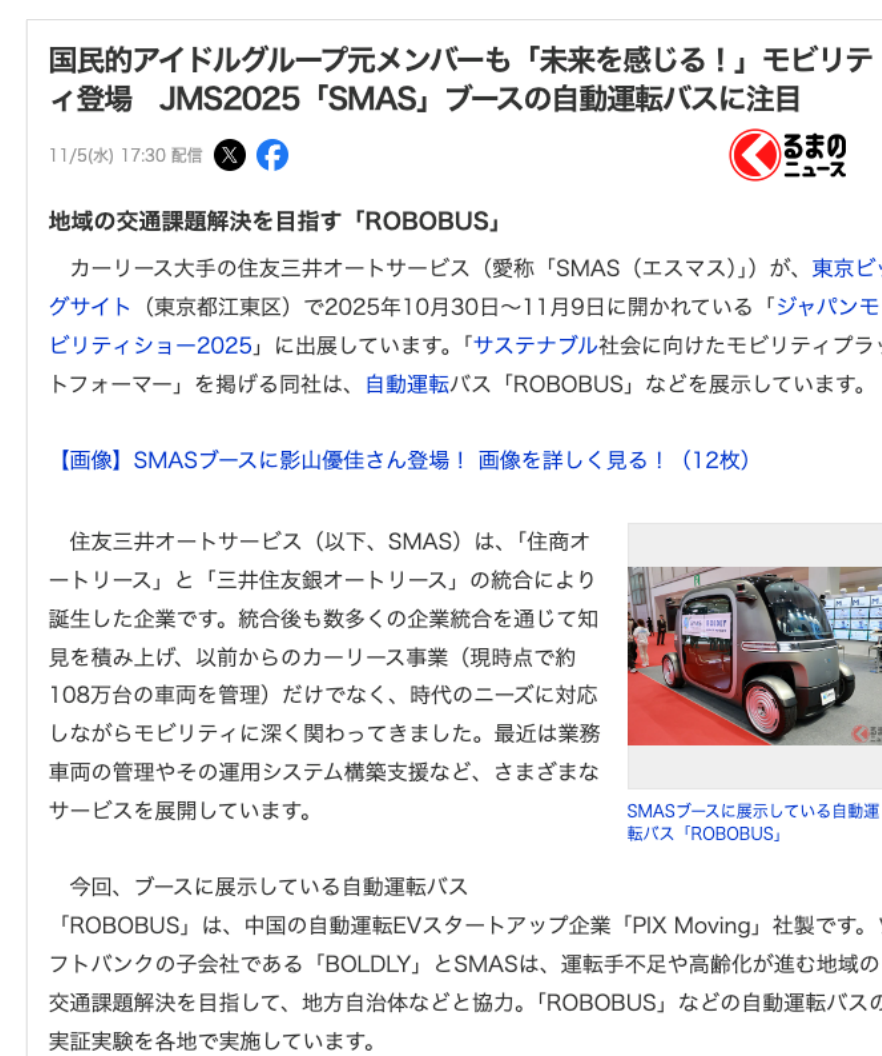 国民的アイドルグループ元メンバーも「未来を感じる！」モビリテ
ィ登場　JMS2025「SMAS」ブースの自動運転バスに注目
11/5(水) 17:30 配信
くるまの
ニュース
地域の交通課題解決を目指す「ROBOBUS」
カーリース大手の住友三井オートサービス（愛称「SMAS（エスマス）」）が、東京ビッ
グサイト（東京都江東区）で2025年10月30日～11月9日に開かれている「ジャパンモ
ビリティショー2025」に出展しています。「サステナブル社会に向けたモビリティプラッ
トフォーマー」を掲げる同社は、自動運転バス「ROBOBUS」などを展示しています。
【画像】SMASブースに影山優佳さん登場！ 画像を詳しく見る！（12枚）
住友三井オートサービス（以下、SMAS）は、「住商オ
ートリース」と「三井住友銀オートリース」の統合により
誕生した企業です。統合後も数多くの企業統合を通じて知
見を積み上げ、以前からのカーリース事業（現時点で約
108万台の車両を管理）だけでなく、時代のニーズに対応
しながらモビリティに深く関わってきました。最近は業務
車両の管理やその運用システム構築支援など、さまざまな
サービスを展開しています。
SMASブースに展示している自動運
転バス「ROBOBUS」
今回、ブースに展示している自動運転バス
「ROBOBUS」は、中国の自動運転EVスタートアップ企業「PIX Moving」社製です。ソ
フトバンクの子会社である「BOLDLY」とSMASは、運転手不足や高齢化が進む地域の
交通課題解決を目指して、地方自治体などと協力。「ROBOBUS」などの自動運転バスの
実証実験を各地で実施しています。